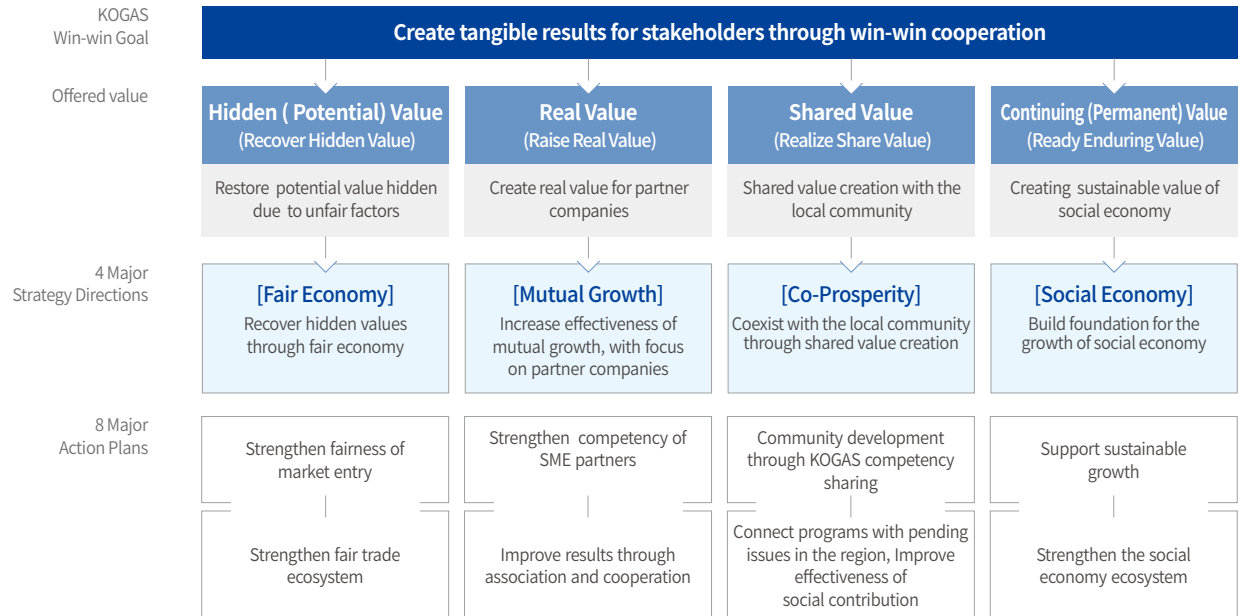 KOGAS
Win-win Goal
Create tangible results for stakeholders through win-win cooperation
Offered value
Hidden ( Potential) Value
(Recover Hidden Value)
Real Value
(Raise Real Value)
Shared Value
(Realize Share Value)
Continuing (Permanent) Value
(Ready Enduring Value)
Restore potential value hidden
due to unfair factors
Create real value for partner
companies
Shared value creation with the
local community
Creating sustainable value of
social economy
4 Major
Strategy Directions
[Fair Economy]
Recover hidden values
through fair economy
[Mutual Growth]
Increase effectiveness of
mutual growth, with focus
on partner companies
[Co-Prosperity]
Coexist with the local community
through shared value creation
[Social Economy]
Build foundation for the
growth of social economy
8 Major
Action Plans
Strengthen fairness of
market entry
Strengthen competency of
SME partners
Community development
through KOGAS competency
sharing
Support sustainable
growth
Strengthen fair trade
ecosystem
Improve results through
association and cooperation
Connect programs with pending
issues in the region, Improve
effectiveness of
social contribution
Strengthen the social
economy ecosystem